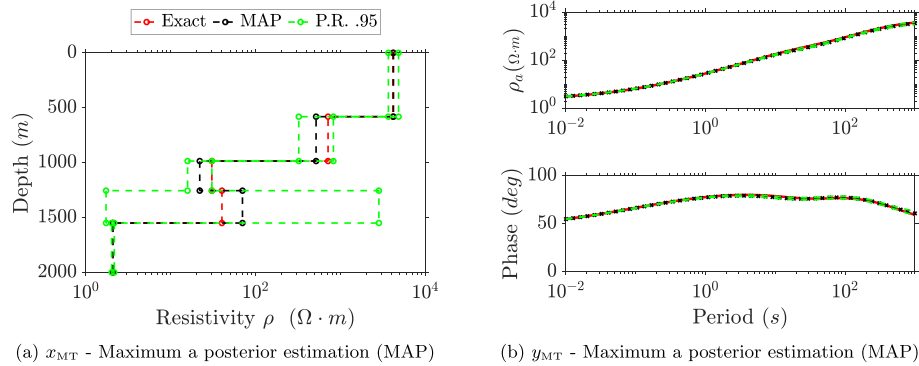 Exact MAP P.R. .95
0
500
1000
1500
2000
Depth (m)
10^0 10^2 10^4
Resistivity ρ (Ω · m)
(a) x_MT - Maximum a posterior estimation (MAP)
10^4
10^2
10^0
ρ_a(Ω·m)
10^-2 10^0 10^2
100
50
0
Phase (deg)
10^-2 10^0 10^2
Period (s)
(b) y_MT - Maximum a posterior estimation (MAP)